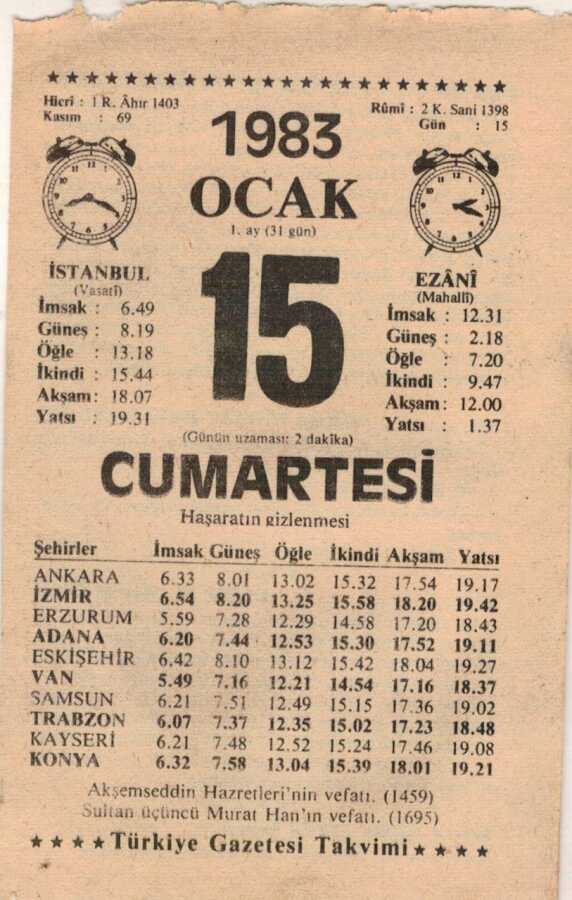 ★ ★ ★ ★ ★ ★ ★ ★ ★ ★ ★ ★ ★ ★ ★ ★ ★ ★ ★ ★ ★ ★ ★ ★
Hicrî : 1 R. Âhır 1403
Kasım : 69
Rûmî : 2 K. Sani 1398
Gün : 15
1983
OCAK
1. ay (31 gün)
15
İSTANBUL
(Vasatî)
İmsak : 6.49
Güneş : 8.19
Öğle : 13.18
İkindi : 15.44
Akşam: 18.07
Yatsı : 19.31
EZÂNÎ
(Mahallî)
İmsak : 12.31
Güneş : 2.18
Öğle : 7.20
İkindi : 9.47
Akşam: 12.00
Yatsı : 1.37
(Günün uzaması: 2 dakîka)
CUMARTESİ
Haşaratın gizlenmesi
Şehirler İmsak Güneş Öğle İkindi Akşam Yatsı
ANKARA 6.33 8.01 13.02 15.32 17.54 19.17
İZMİR 6.54 8.20 13.25 15.58 18.20 19.42
ERZURUM 5.59 7.28 12.29 14.58 17.20 18.43
ADANA 6.20 7.44 12.53 15.30 17.52 19.11
ESKİŞEHİR 6.42 8.10 13.12 15.42 18.04 19.27
VAN 5.49 7.16 12.21 14.54 17.16 18.37
SAMSUN 6.21 7.51 12.49 15.15 17.36 19.02
TRABZON 6.07 7.37 12.35 15.02 17.23 18.48
KAYSERİ 6.21 7.48 12.52 15.24 17.46 19.08
KONYA 6.32 7.58 13.04 15.39 18.01 19.21
Akşemseddin Hazretleri'nin vefatı. (1459)
Sultan üçüncü Murat Han'ın vefatı. (1695)
★ ★ ★ ★ Türkiye Gazetesi Takvimi ★ ★ ★ ★